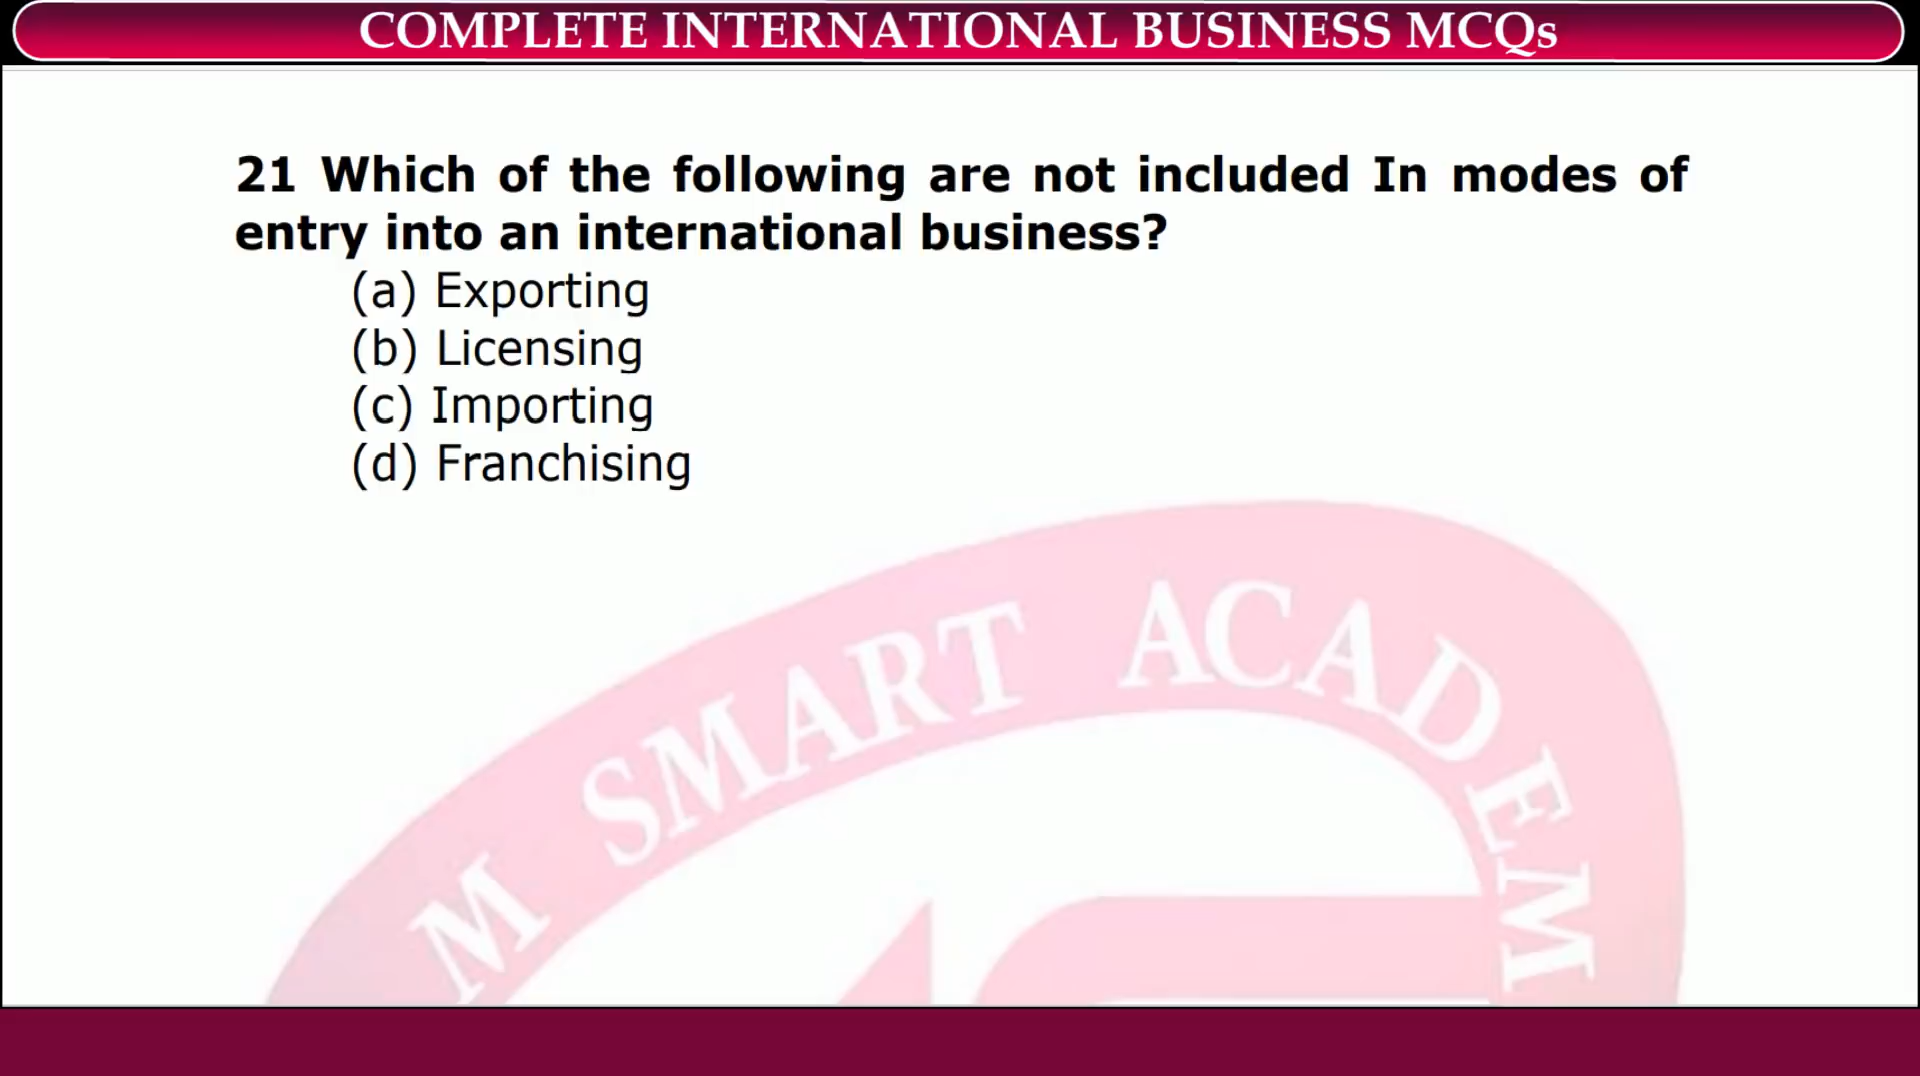 COMPLETE INTERNATIONAL BUSINESS MCQs
21 Which of the following are not included In modes of
entry into an international business?
(a) Exporting
(b) Licensing
(c) Importing
(d) Franchising
M SMART ACADEM